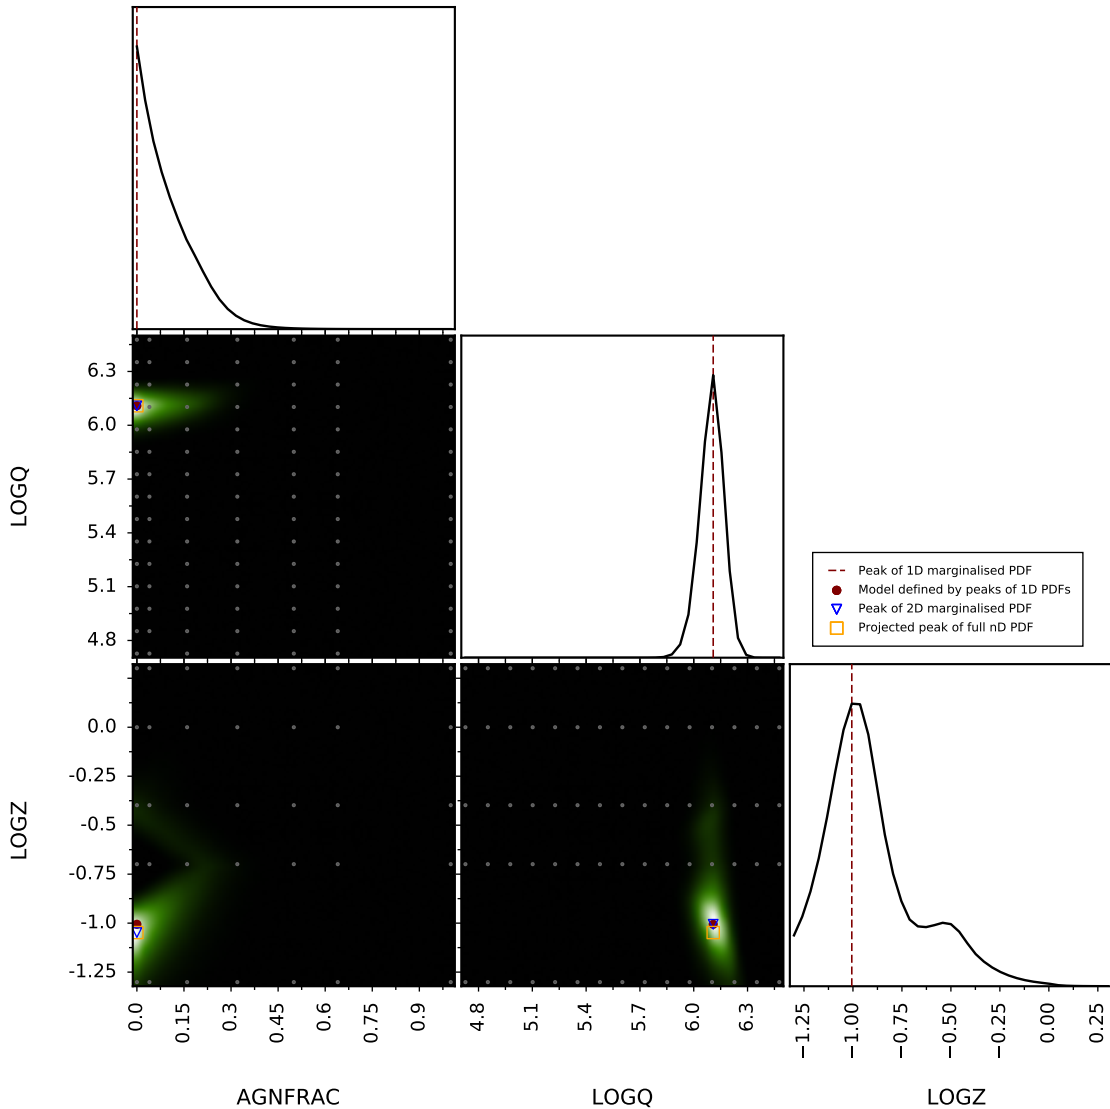 6.3
6.0
5.7
5.4
5.1
4.8
LOGQ
Peak of 1D marginalised PDF
Model defined by peaks of 1D PDFs
Peak of 2D marginalised PDF
Projected peak of full nD PDF
0.0
-0.25
-0.5
-0.75
-1.0
-1.25
LOGZ
0.0 0.15 0.3 0.45 0.6 0.75 0.9
4.8 5.1 5.4 5.7 6.0 6.3
−1.25 −1.00 −0.75 −0.50 −0.25 0.00 0.25
AGNFRAC LOGQ LOGZ